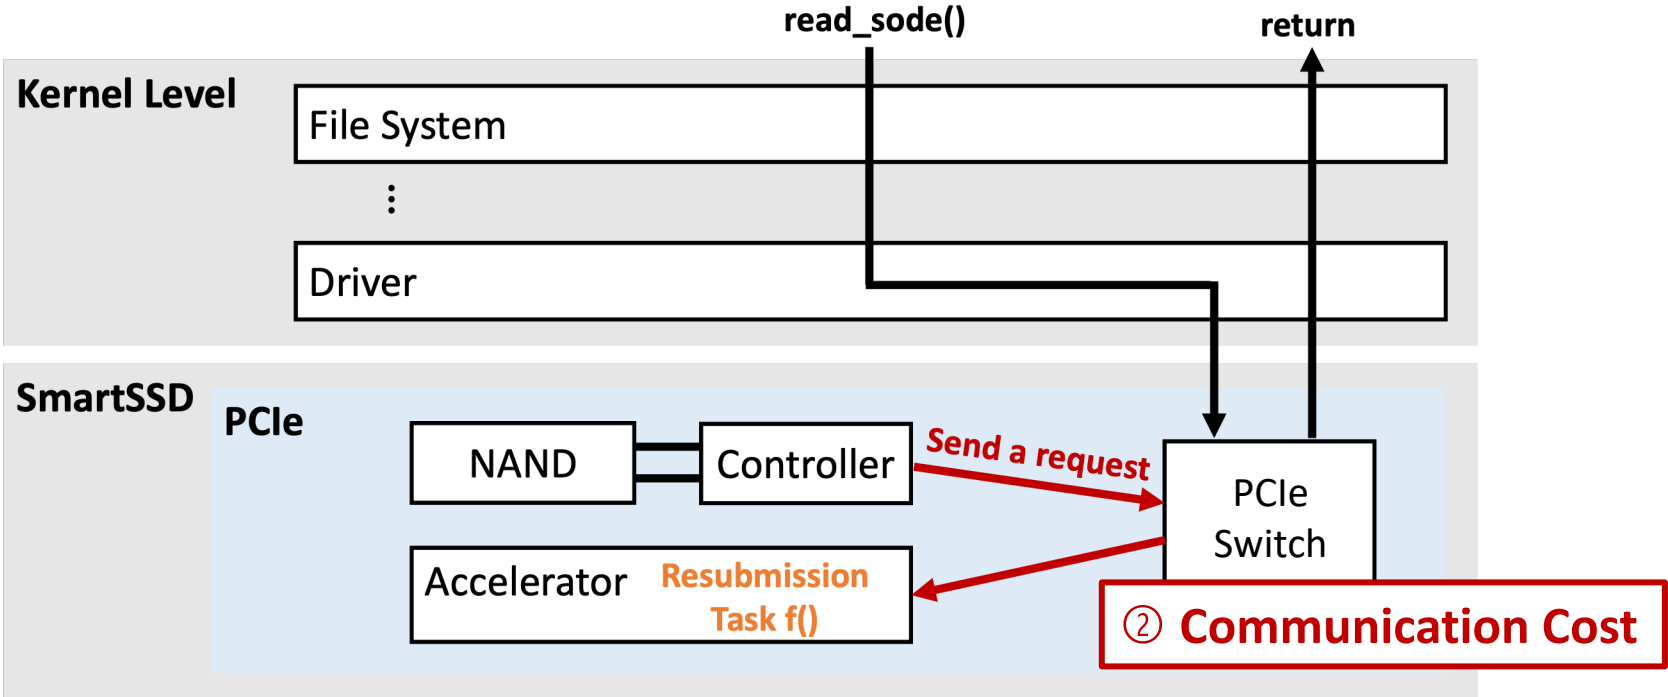 read_sode()
return
Kernel Level
File System
⋮
Driver
SmartSSD
PCIe
NAND
Controller
Send a request
PCIe
Switch
Accelerator
Resubmission
Task f()
② Communication Cost